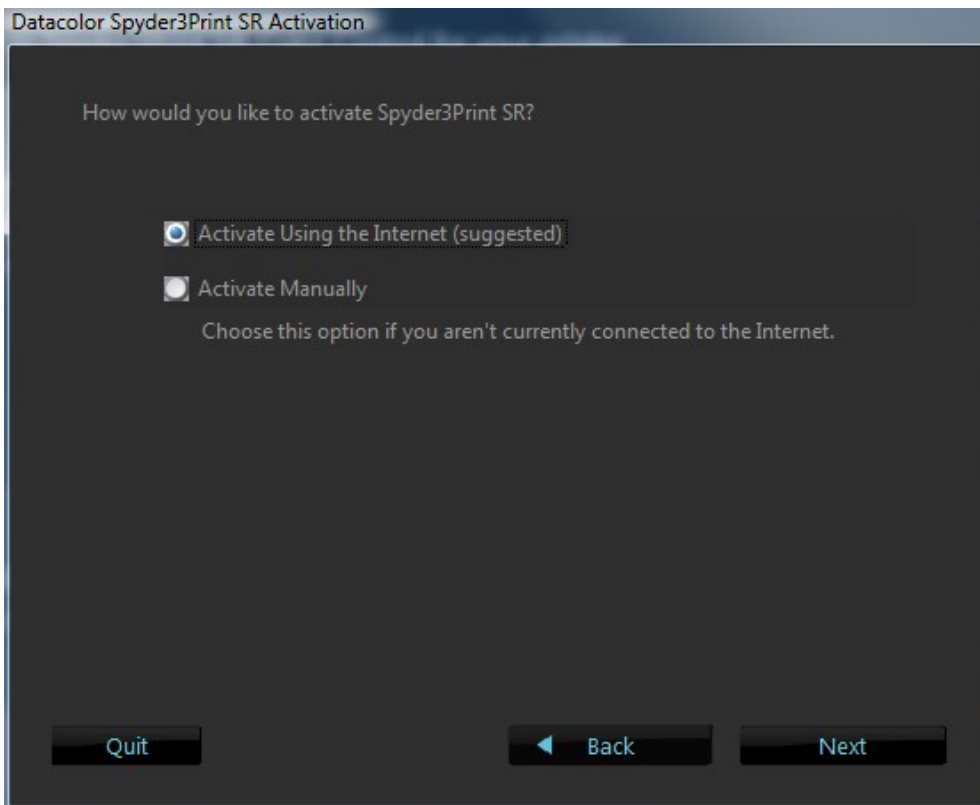 Datacolor Spyder3Print SR Activation
How would you like to activate Spyder3Print SR?
Activate Using the Internet (suggested)
Activate Manually
Choose this option if you aren't currently connected to the Internet.
Quit
Back
Next